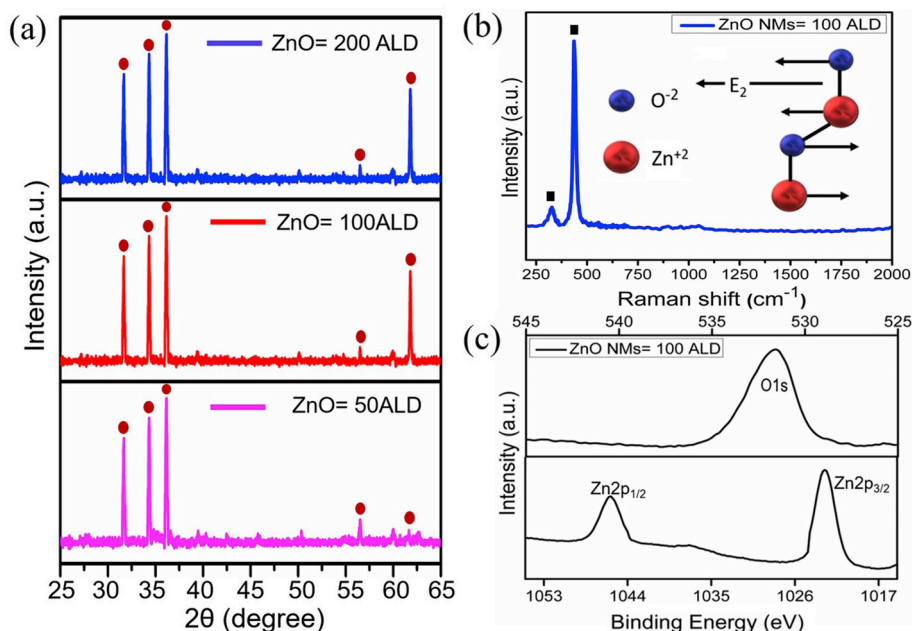 (a)
ZnO= 200 ALD
ZnO= 100ALD
ZnO= 50ALD
Intensity (a.u.)
25 30 35 40 45 50 55 60 65
2θ (degree)
(b)
ZnO NMs= 100 ALD
E₂
O⁻²
Zn⁺²
Intensity (a.u.)
250 500 750 1000 1250 1500 1750 2000
Raman shift (cm⁻¹)
545 540 535 530 525
(c)
ZnO NMs= 100 ALD
O1s
Intensity (a.u.)
Zn2p₁/₂
Zn2p₃/₂
1053 1044 1035 1026 1017
Binding Energy (eV)